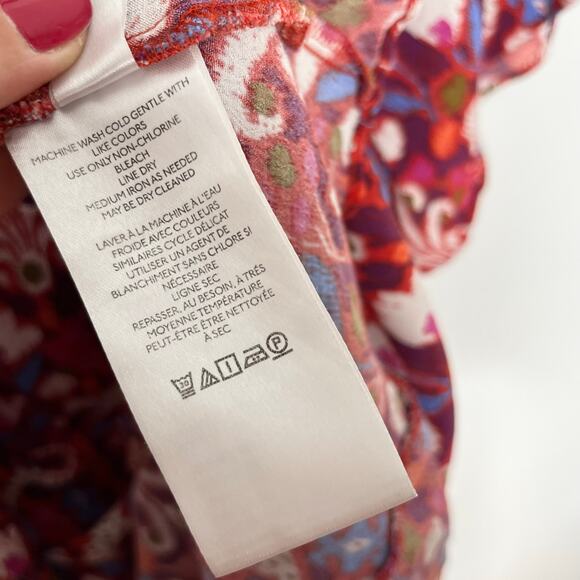 MACHINE WASH COLD GENTLE WITH
LIKE COLORS
USE ONLY NON-CHLORINE
BLEACH
LINE DRY
MEDIUM IRON AS NEEDED
MAY BE DRY CLEANED
LAVER À LA MACHINE À L'EAU
FROIDE AVEC COULEURS
SIMILAIRES CYCLE DÉLICAT
UTILISER UN AGENT DE
BLANCHIMENT SANS CHLORE SI
NÉCESSAIRE
LIGNE SEC
REPASSER, AU BESOIN, À TRÉS
MOYENNE TEMPÉRATURE
PEUT-ÊTRE ÊTRE NETTOYÉE
À SEC
30 P